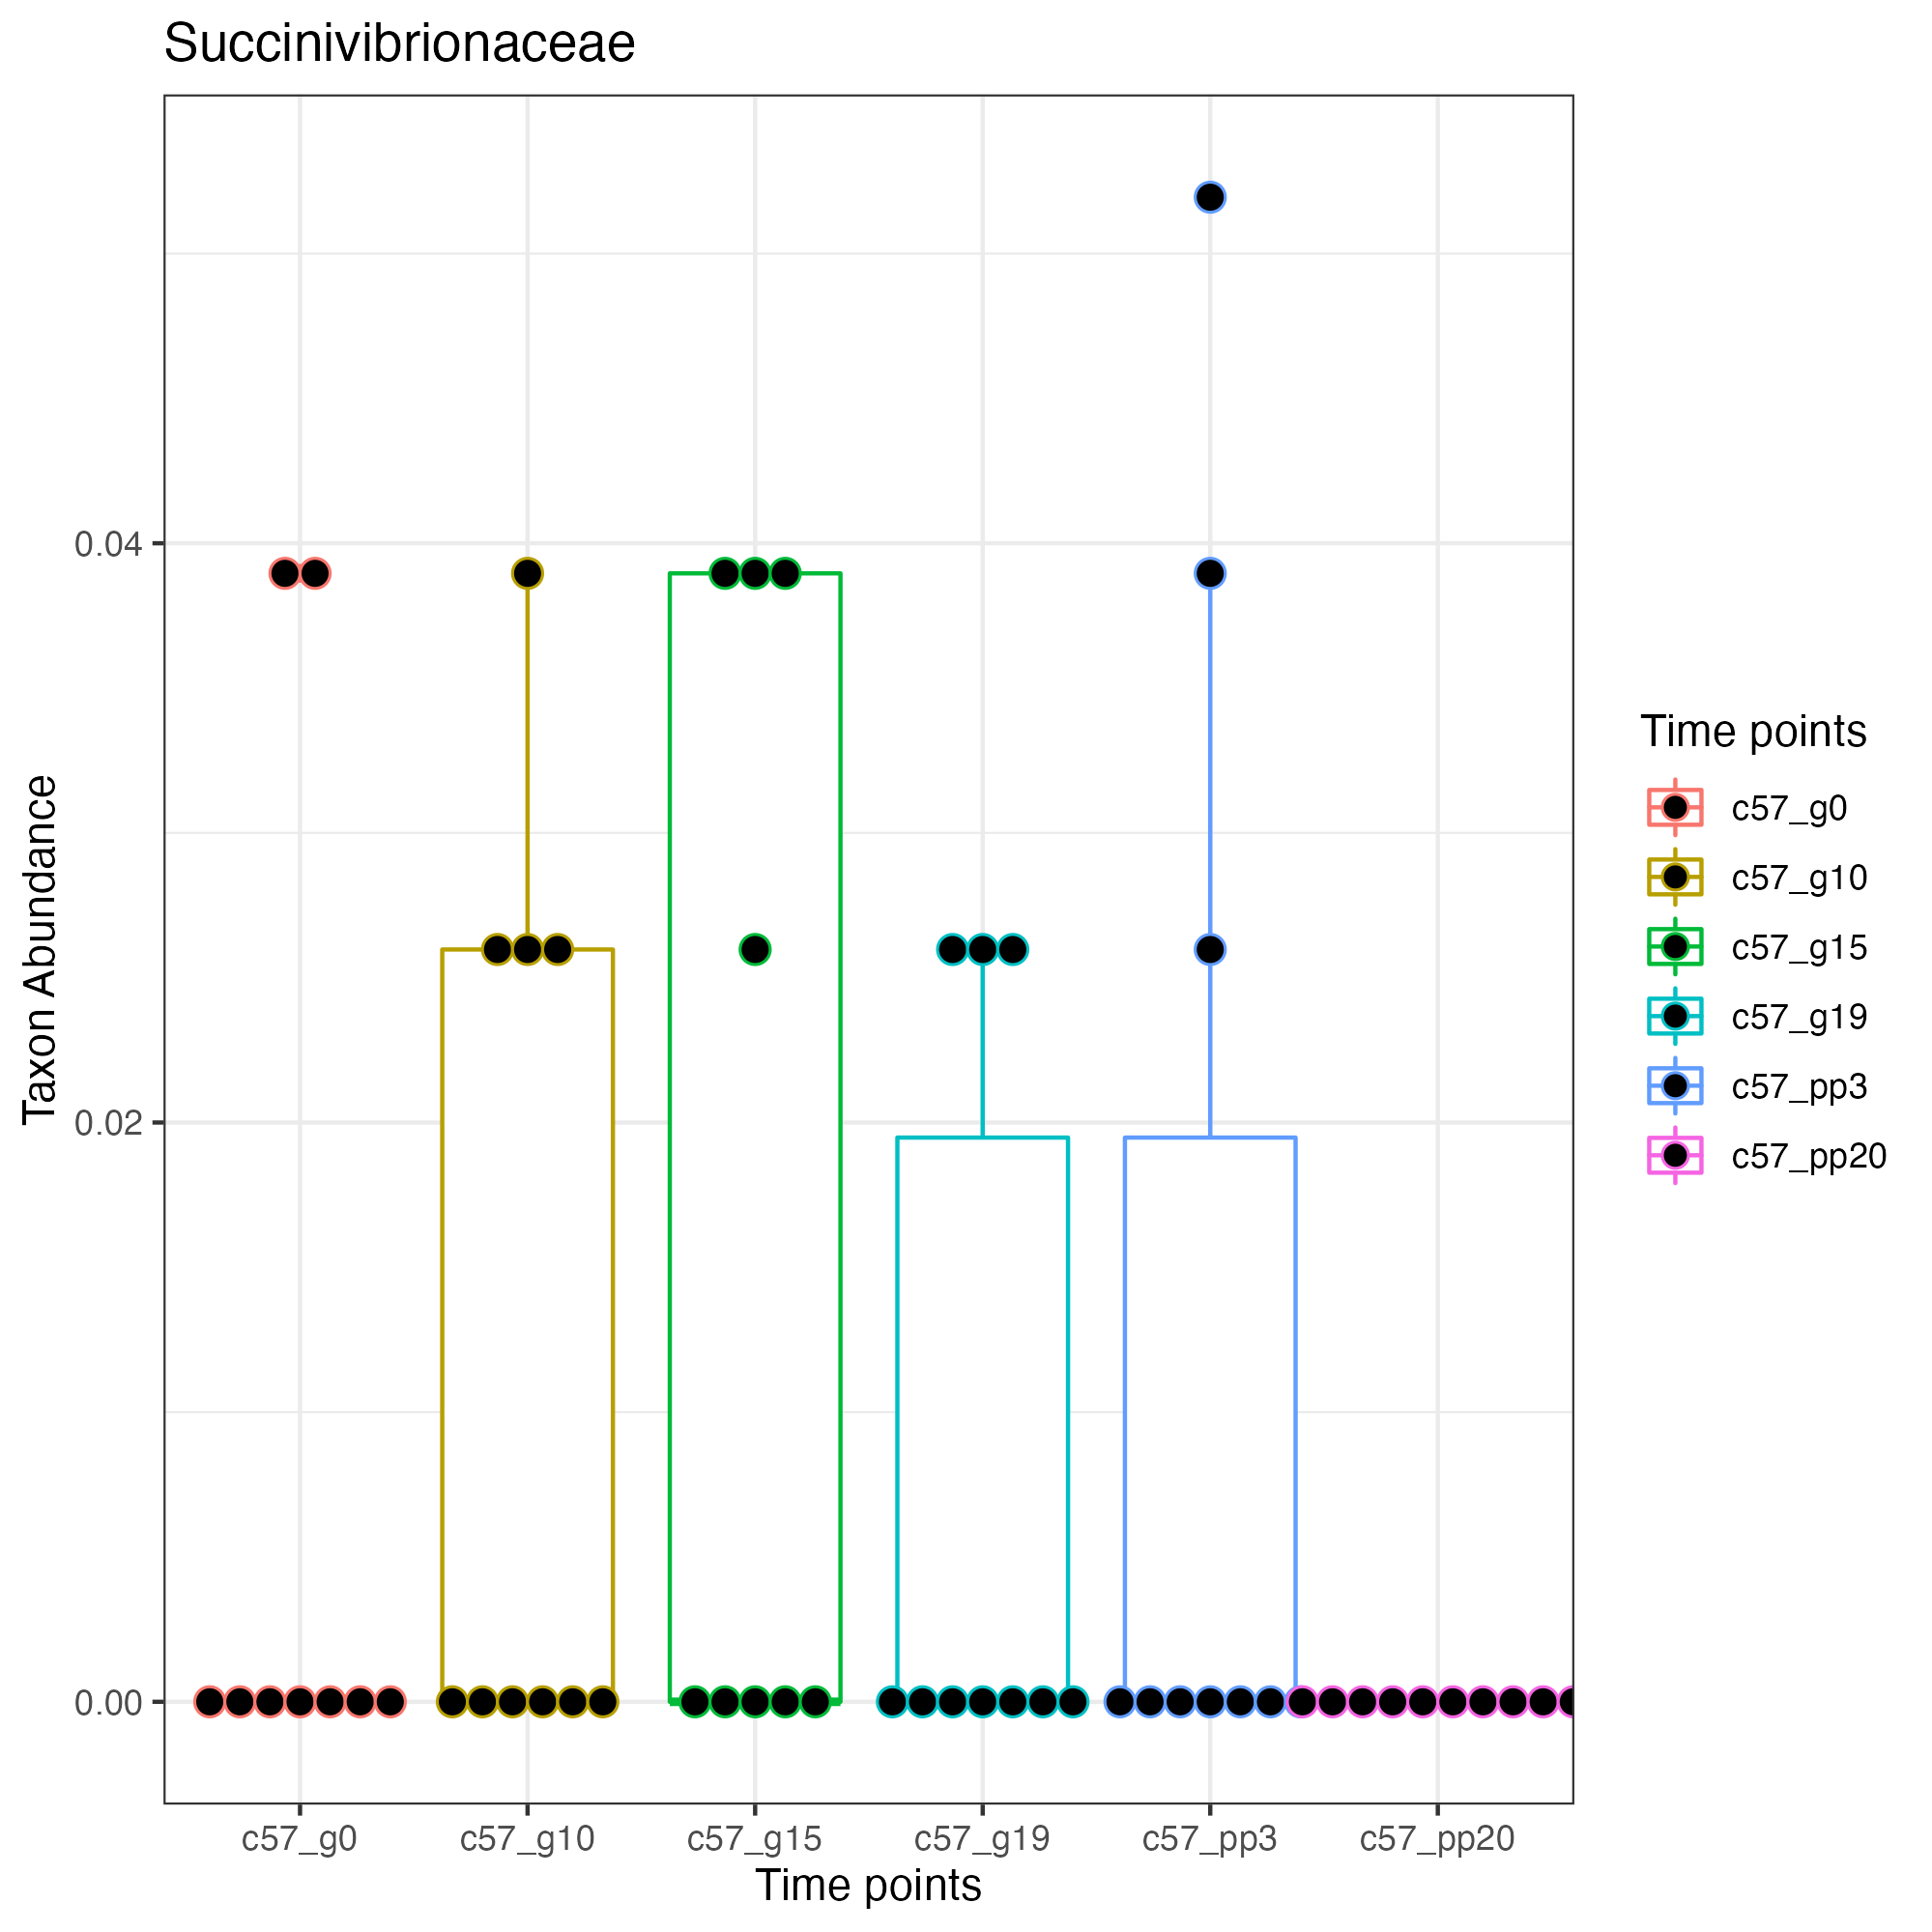 Succinivibrionaceae
Taxon Abundance
0.04
0.02
0.00
c57_g0 c57_g10 c57_g15 c57_g19 c57_pp3 c57_pp20
Time points
Time points
c57_g0
c57_g10
c57_g15
c57_g19
c57_pp3
c57_pp20